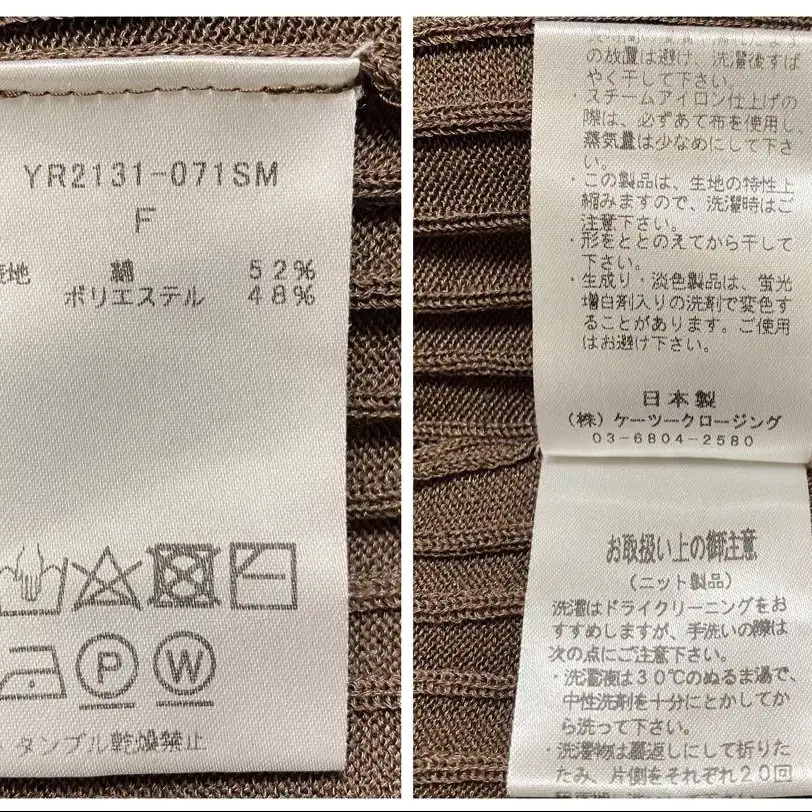 YR2131-071SM
F
地 綿 52%
ポリエステル 48%
P W
タンブル乾燥禁止
の放置は避け、洗濯後すば
やく干して下さい。
・スチームアイロン仕上げの
際は、必ずあて布を使用し
蒸気量は少なめにして下さ
い。
・この製品は、生地の特性上
縮みますので、洗濯時はご
注意下さい。
・形をととのえてから干して
下さい。
・生成り・淡色製品は、蛍光
増白剤入りの洗剤で変色す
ることがあります。ご使用
はお避け下さい。
日本製
(株)ケーツークロージング
03-6804-2580
お取扱い上の御注意
(ニット製品)
洗濯はドライクリーニングをお
すすめしますが、手洗いの際は
次の点にご注意下さい。
・洗濯液は30℃のぬるま湯で、
中性洗剤を十分にとかしてか
ら洗って下さい。
・洗濯物は裏返しにして折りた
たみ、片側をそれぞれ20回